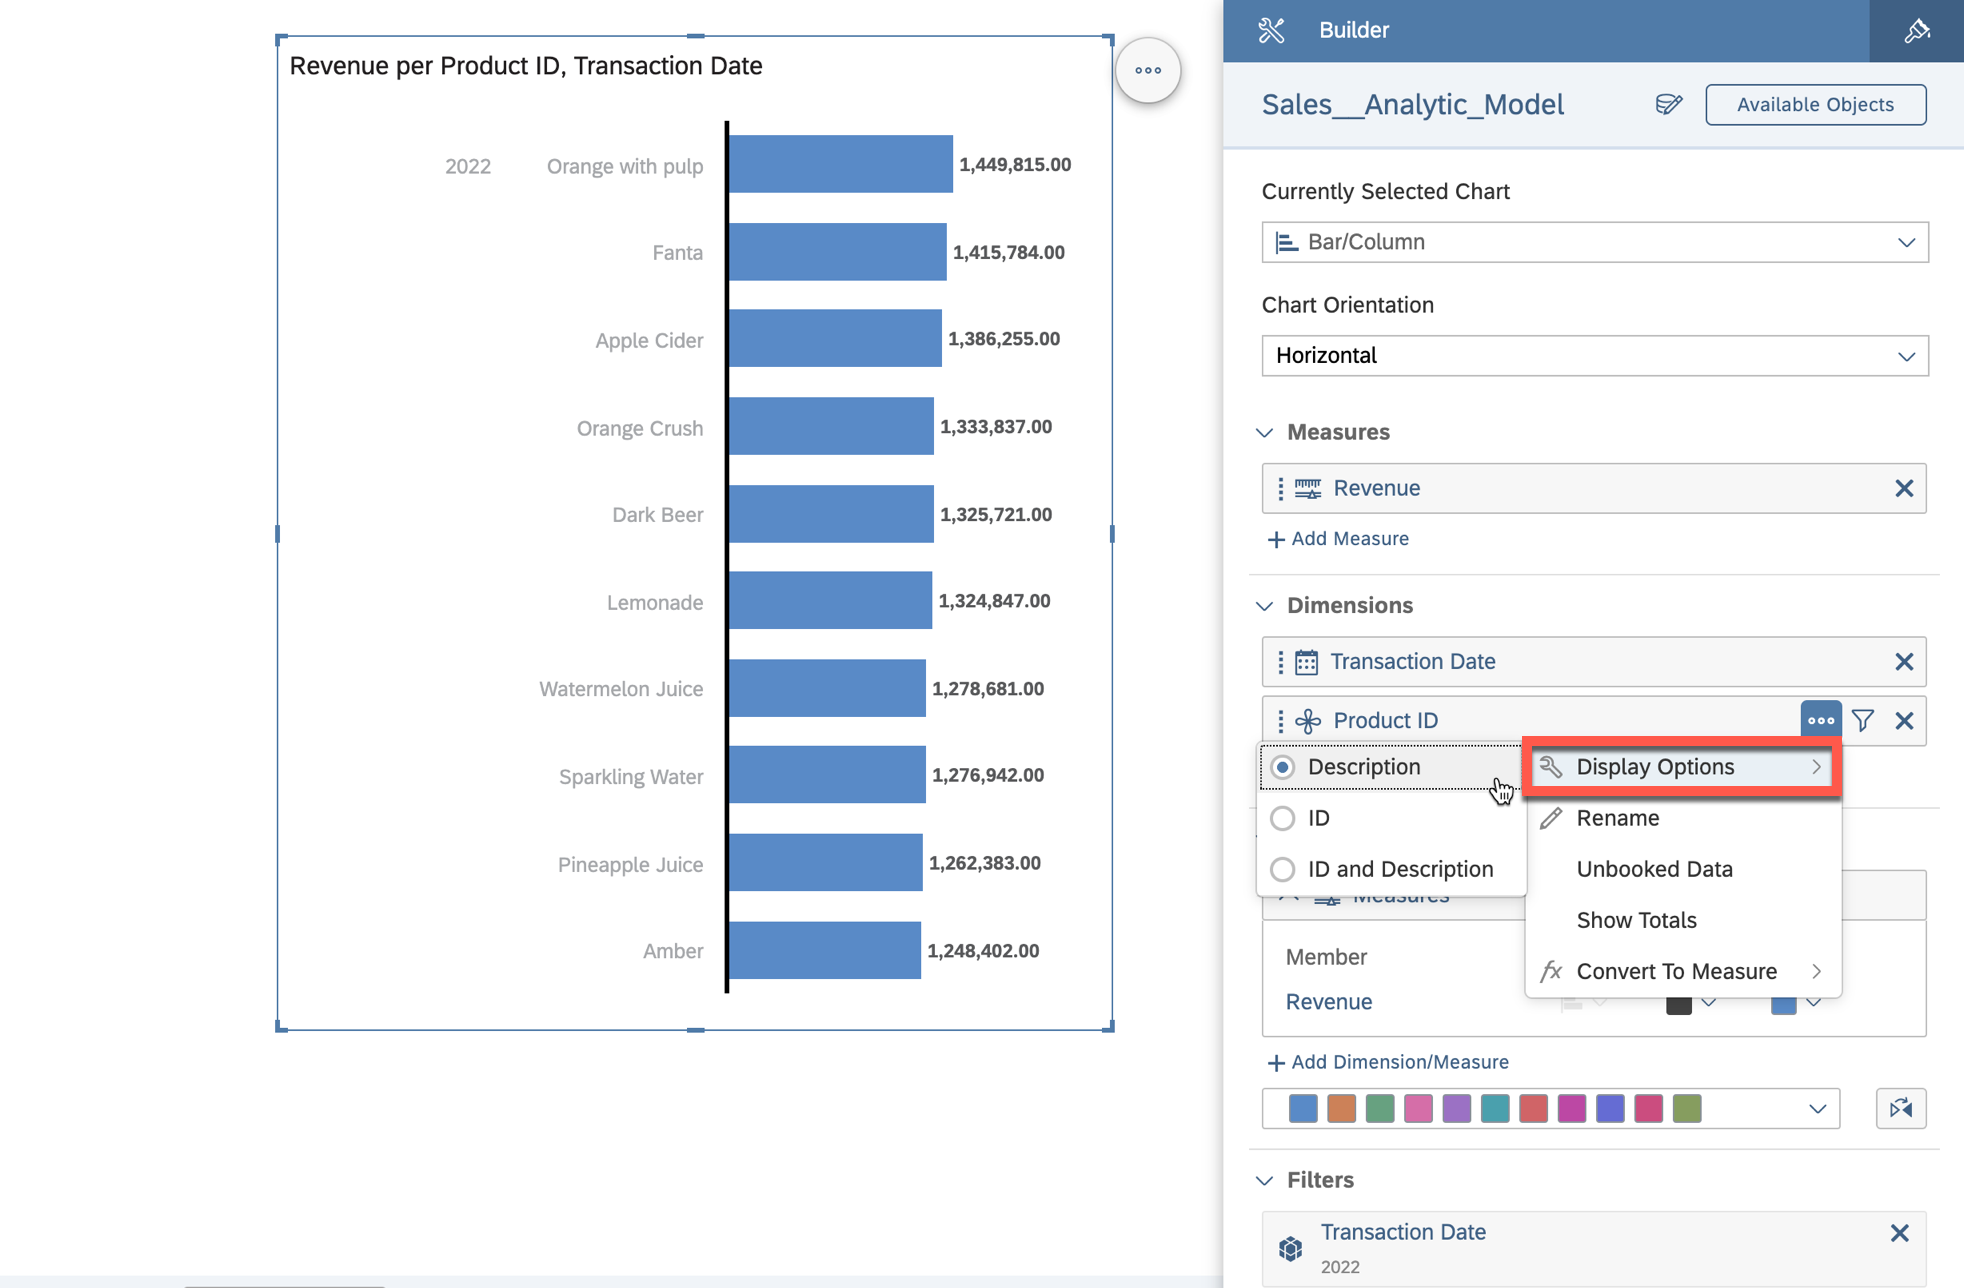 Revenue per Product ID, Transaction Date
2022 Orange with pulp 1,449,815.00
Fanta 1,415,784.00
Apple Cider 1,386,255.00
Orange Crush 1,333,837.00
Dark Beer 1,325,721.00
Lemonade 1,324,847.00
Watermelon Juice 1,278,681.00
Sparkling Water 1,276,942.00
Pineapple Juice 1,262,383.00
Amber 1,248,402.00
Builder
Sales__Analytic_Model
Available Objects
Currently Selected Chart
Bar/Column
Chart Orientation
Horizontal
Measures
Revenue
+ Add Measure
Dimensions
Transaction Date
Product ID
Description
ID
ID and Description
Display Options
Rename
Unbooked Data
Show Totals
fx Convert To Measure
Measures
Member
Revenue
+ Add Dimension/Measure
Filters
Transaction Date
2022